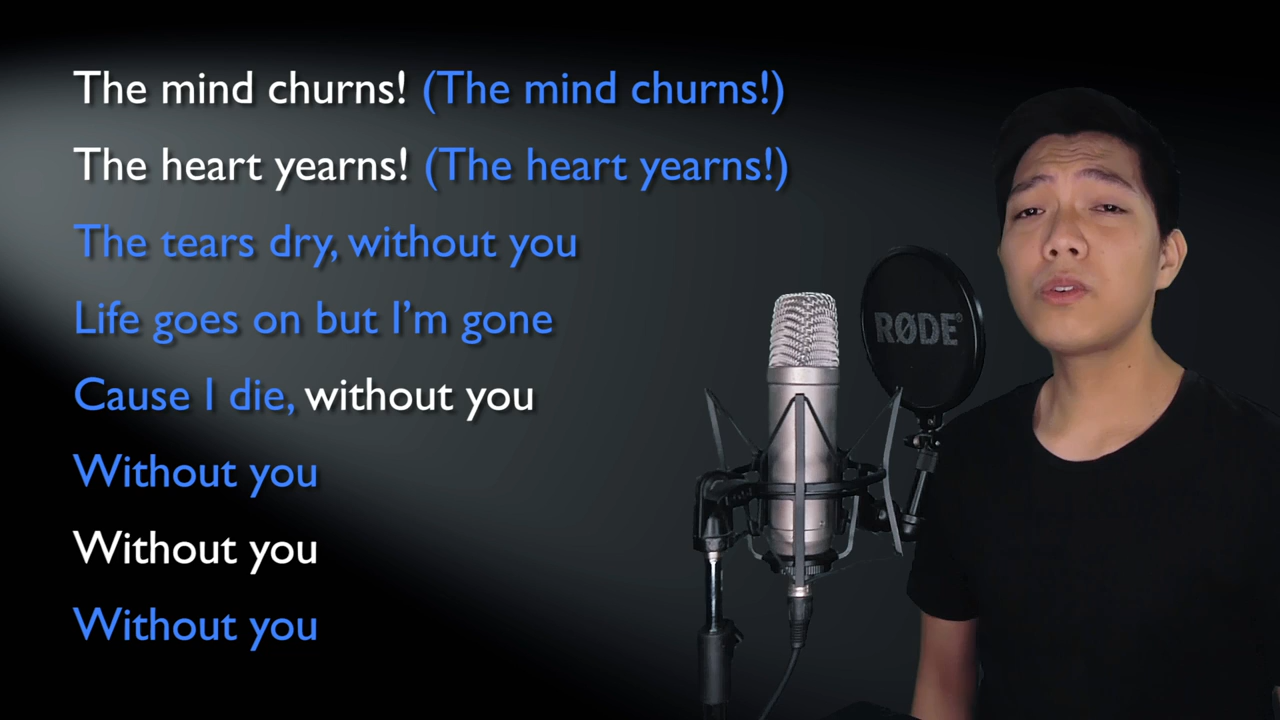 The mind churns! (The mind churns!)
The heart yearns! (The heart yearns!)
The tears dry, without you
Life goes on but I'm gone
Cause I die, without you
Without you
Without you
Without you
RØDE®